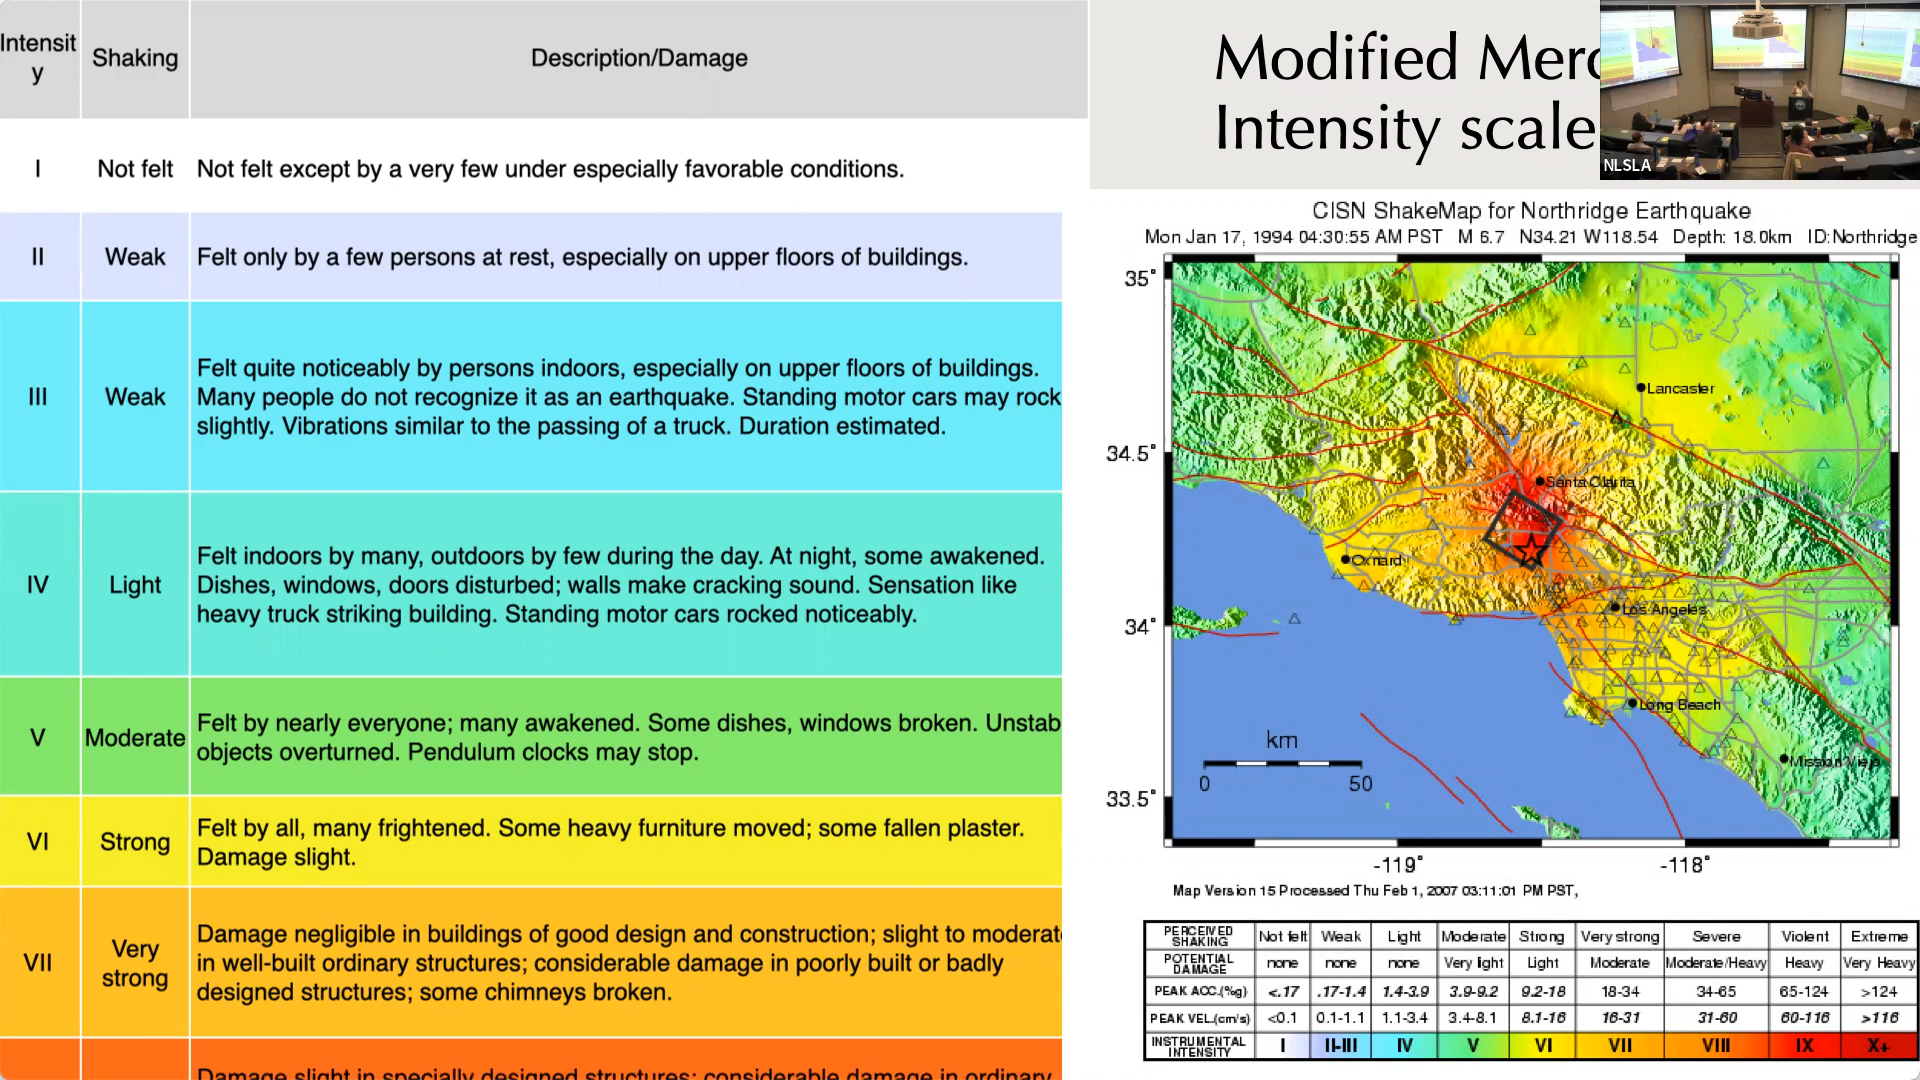 Intensit
y
Shaking
Description/Damage
I
Not felt
Not felt except by a very few under especially favorable conditions.
II
Weak
Felt only by a few persons at rest, especially on upper floors of buildings.
III
Weak
Felt quite noticeably by persons indoors, especially on upper floors of buildings.
Many people do not recognize it as an earthquake. Standing motor cars may rock
slightly. Vibrations similar to the passing of a truck. Duration estimated.
IV
Light
Felt indoors by many, outdoors by few during the day. At night, some awakened.
Dishes, windows, doors disturbed; walls make cracking sound. Sensation like
heavy truck striking building. Standing motor cars rocked noticeably.
V
Moderate
Felt by nearly everyone; many awakened. Some dishes, windows broken. Unstab
objects overturned. Pendulum clocks may stop.
VI
Strong
Felt by all, many frightened. Some heavy furniture moved; some fallen plaster.
Damage slight.
VII
Very
strong
Damage negligible in buildings of good design and construction; slight to moderat
in well-built ordinary structures; considerable damage in poorly built or badly
designed structures; some chimneys broken.
Damage slight in specially designed structures; considerable damage in ordinary
Modified Merc
Intensity scale
NLSLA
CISN ShakeMap for Northridge Earthquake
Mon Jan 17, 1994 04:30:55 AM PST M 6.7 N34.21 W118.54 Depth: 18.0km ID:Northridge
35°
34.5°
34°
33.5°
Lancaster
Santa Clarita
Oxnard
Los Angeles
Long Beach
Mission Viejo
km
0 50
-119° -118°
Map Version 15 Processed Thu Feb 1, 2007 03:11:01 PM PST,
PERCEIVED SHAKING Not felt Weak Light Moderate Strong Very strong Severe Violent Extreme
POTENTIAL DAMAGE none none none Very light Light Moderate Moderate/Heavy Heavy Very Heavy
PEAK ACC.(%g) <.17 .17-1.4 1.4-3.9 3.9-9.2 9.2-18 18-34 34-65 65-124 >124
PEAK VEL.(cm/s) <0.1 0.1-1.1 1.1-3.4 3.4-8.1 8.1-16 16-31 31-60 60-116 >116
INSTRUMENTAL INTENSITY I II-III IV V VI VII VIII IX X+